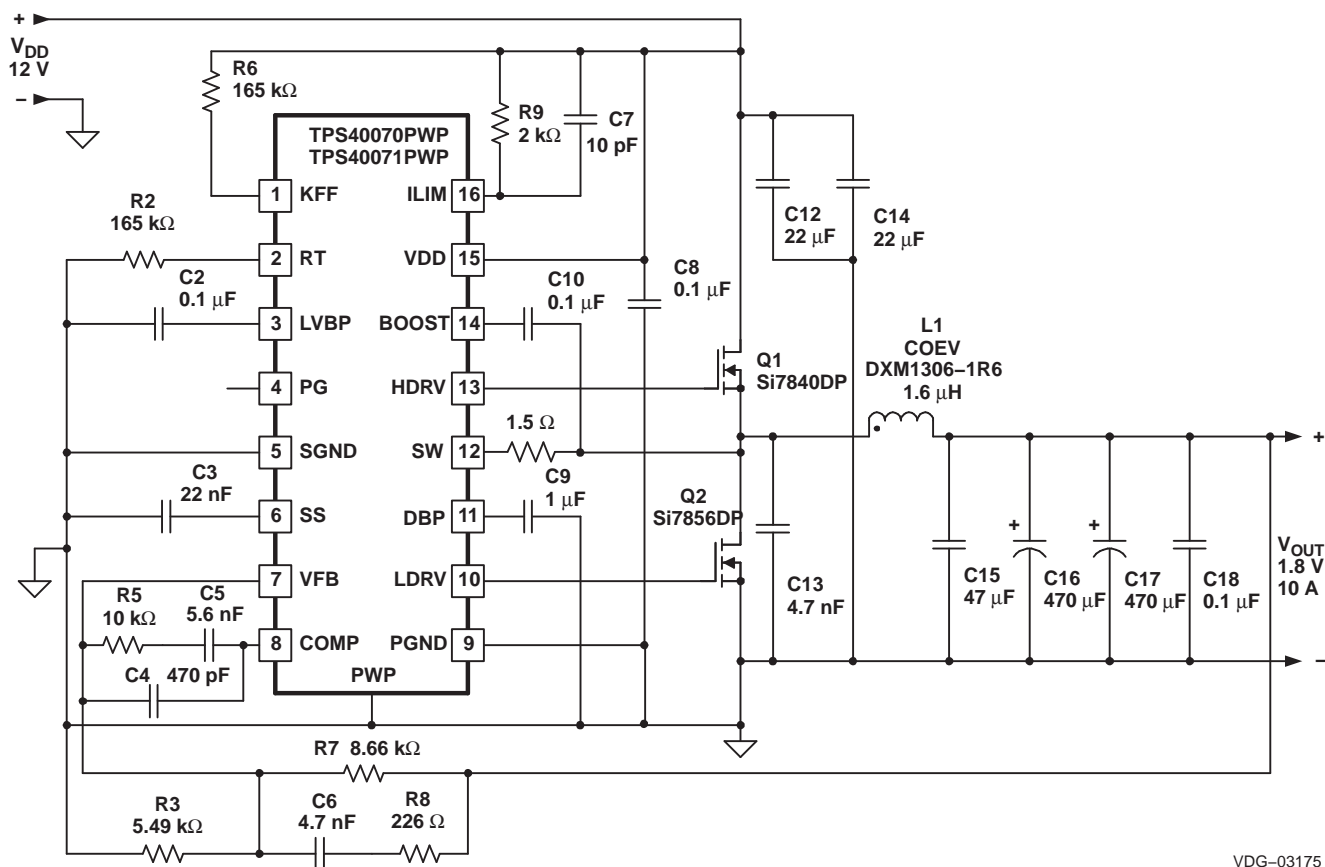 +
V_DD
12 V
−
R6
165 kΩ
R9
2 kΩ
C7
10 pF
TPS40070PWP
TPS40071PWP
1 KFF
ILIM 16
R2
165 kΩ
C12
22 μF
C14
22 μF
2 RT
VDD 15
C2
0.1 μF
C10
0.1 μF
C8
0.1 μF
3 LVBP
BOOST 14
L1
COEV
DXM1306–1R6
1.6 μH
Q1
Si7840DP
4 PG
HDRV 13
1.5 Ω
5 SGND
SW 12
+
C3
22 nF
C9
1 μF
Q2
Si7856DP
6 SS
DBP 11
+
+
V_OUT
1.8 V
10 A
7 VFB
LDRV 10
C13
4.7 nF
C15
47 μF
C16
470 μF
C17
470 μF
C18
0.1 μF
R5
10 kΩ
C5
5.6 nF
8 COMP
PGND 9
−
C4 470 pF
PWP
R7 8.66 kΩ
R3
5.49 kΩ
C6
4.7 nF
R8
226 Ω
VDG–03175